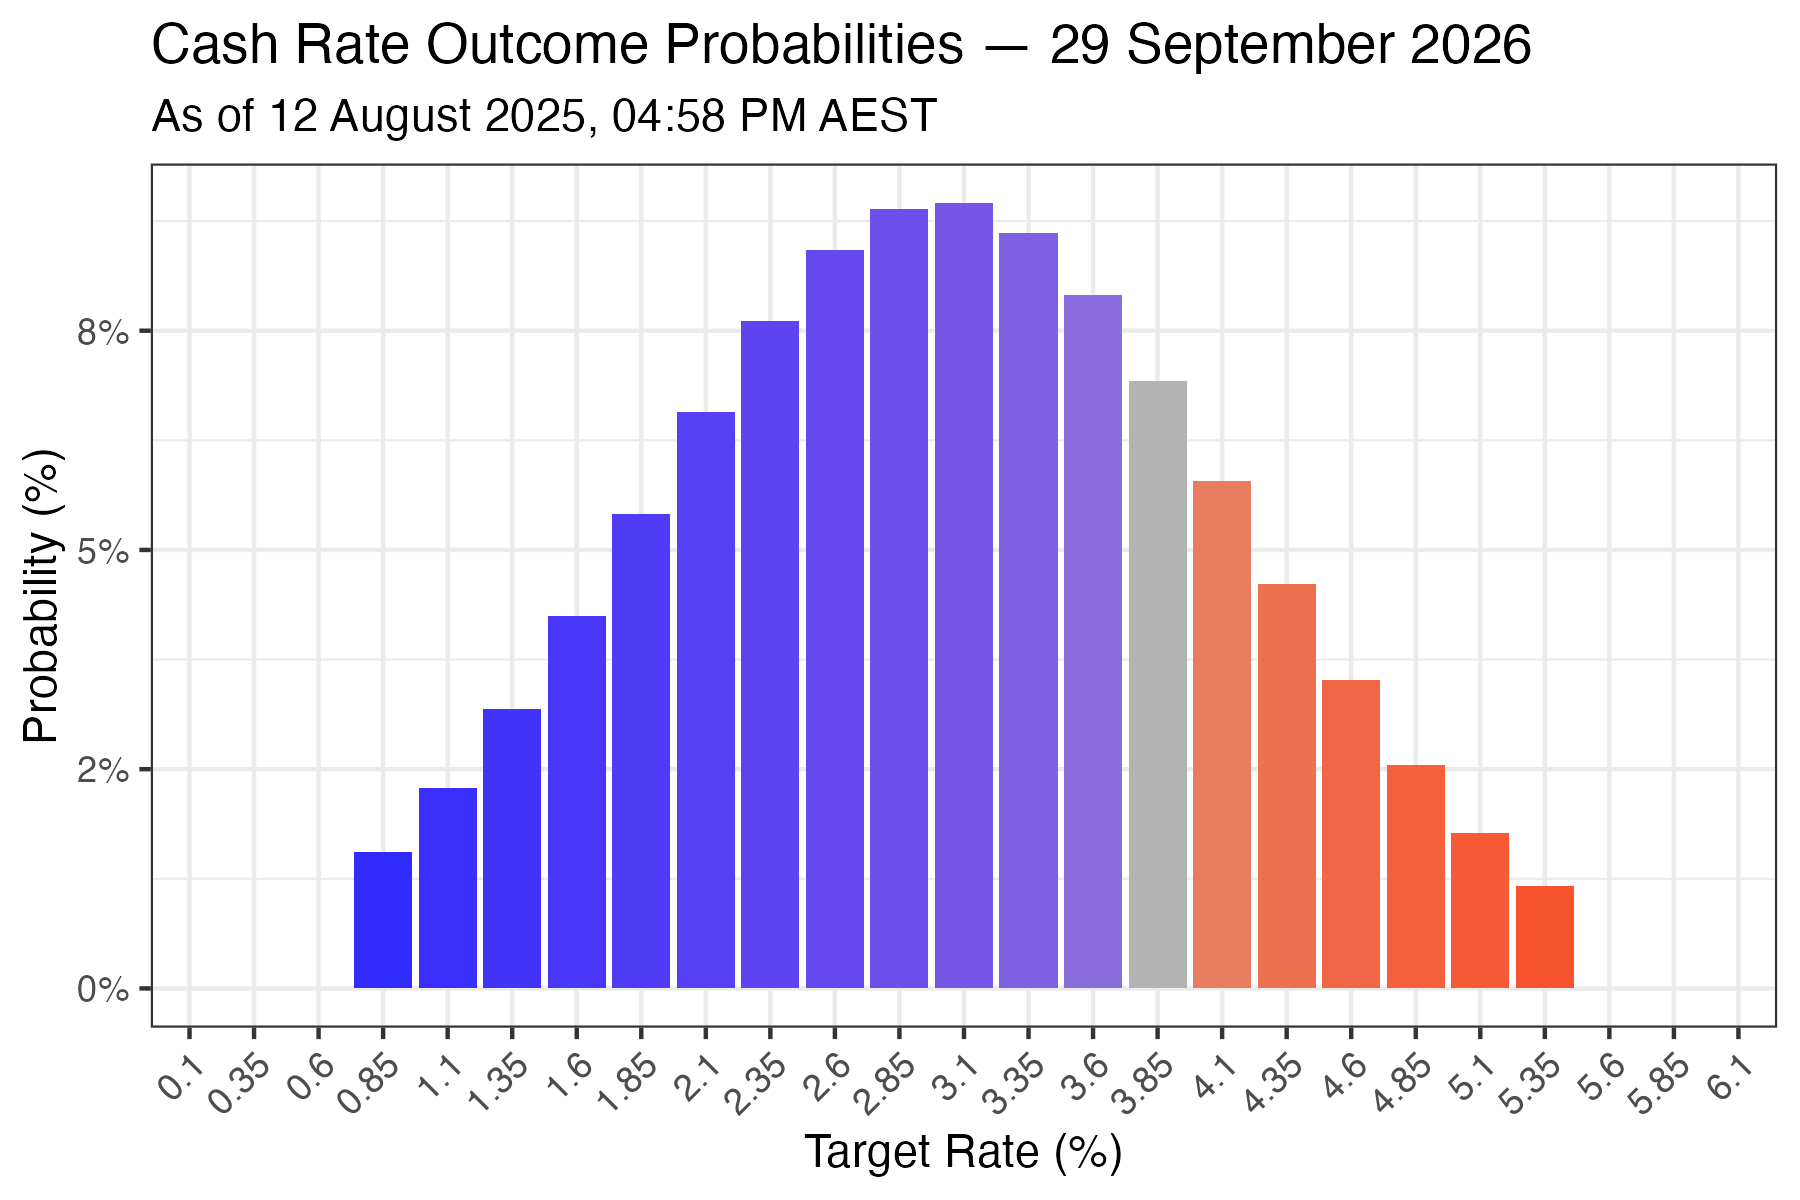 Cash Rate Outcome Probabilities — 29 September 2026
As of 12 August 2025, 04:58 PM AEST
Probability (%)
8%
5%
2%
0%
0.1 0.35 0.6 0.85 1.1 1.35 1.6 1.85 2.1 2.35 2.6 2.85 3.1 3.35 3.6 3.85 4.1 4.35 4.6 4.85 5.1 5.35 5.6 5.85 6.1
Target Rate (%)